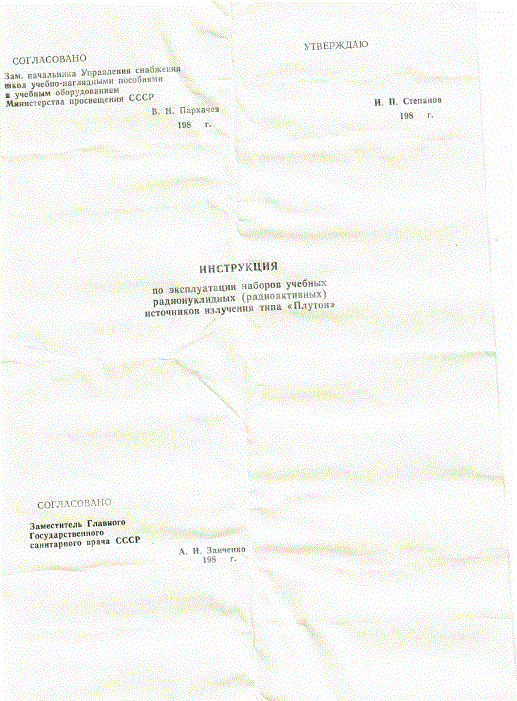 СОГЛАСОВАНО
Зам. начальника Управления снабжения
школ учебно-наглядными пособиями
и учебным оборудованием
Министерства просвещения СССР
В. Н. Пархачев
198 г.
УТВЕРЖДАЮ
И. П. Степанов
198 г.
ИНСТРУКЦИЯ
по эксплуатации наборов учебных
радионуклидных (радиоактивных)
источников излучения типа «Плутон»
СОГЛАСОВАНО
Заместитель Главного
Государственного
санитарного врача СССР
А. И. Заиченко
198 г.